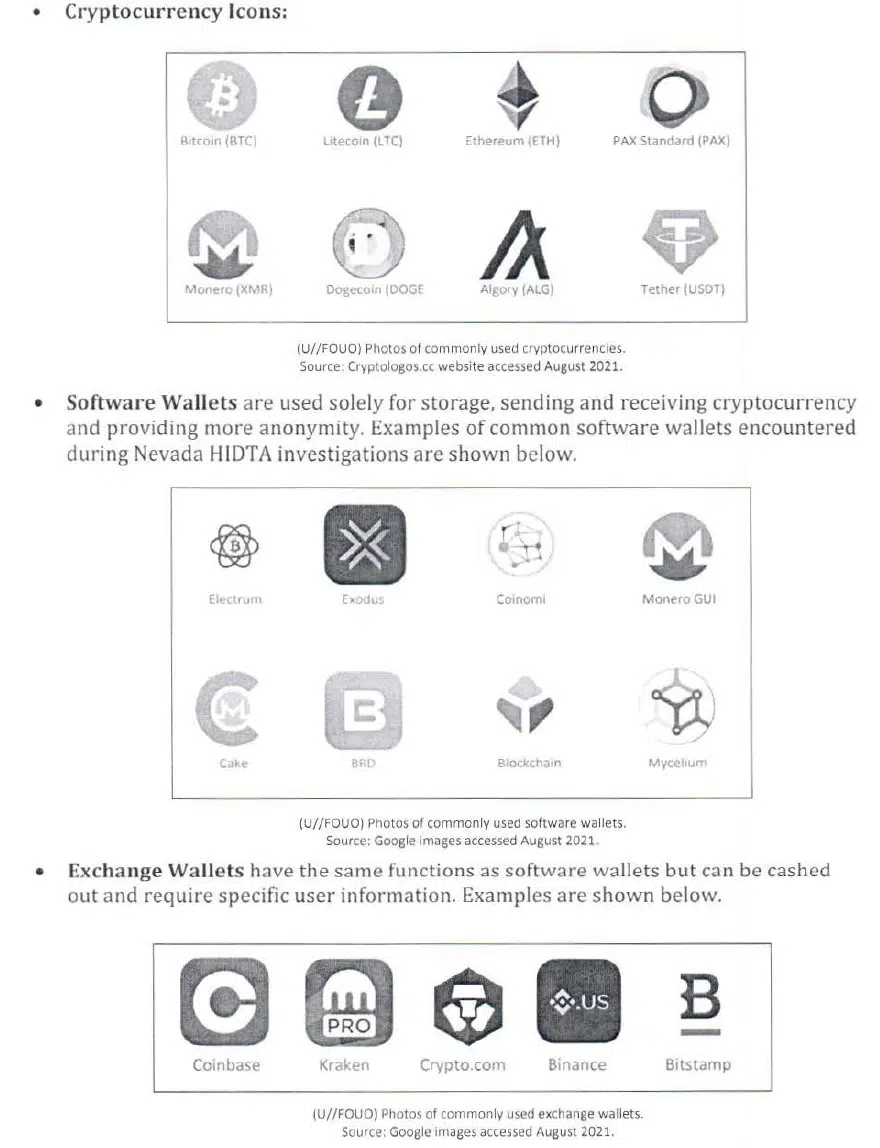 • Cryptocurrency Icons:
Bitcoin (BTC) Litecoin (LTC) Ethereum (ETH) PAX Standard (PAX)
Monero (XMR) Dogecoin (DOGE Algory (ALG) Tether (USDT)
(U//FOUO) Photos of commonly used cryptocurrencies.
Source: Cryptologos.cc website accessed August 2021.
• Software Wallets are used solely for storage, sending and receiving cryptocurrency
and providing more anonymity. Examples of common software wallets encountered
during Nevada HIDTA investigations are shown below.
B
Electrum Exodus Coinomi Monero GUI
B
Cake BRD Blockchain Mycelium
(U//FOUO) Photos of commonly used software wallets.
Source: Google images accessed August 2021.
• Exchange Wallets have the same functions as software wallets but can be cashed
out and require specific user information. Examples are shown below.
PRO .US B
Coinbase Kraken Crypto.com Binance Bitstamp
(U//FOUO) Photos of commonly used exchange wallets.
Source: Google images accessed August 2021.